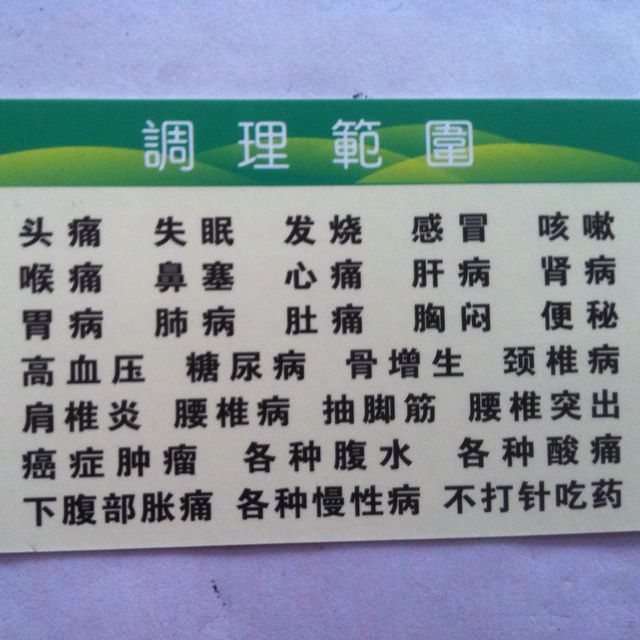 調理範圍
头痛 失眠 发烧 感冒 咳嗽
喉痛 鼻塞 心痛 肝病 肾病
胃病 肺病 肚痛 胸闷 便秘
高血压 糖尿病 骨增生 颈椎病
肩椎炎 腰椎病 抽脚筋 腰椎突出
癌症肿瘤 各种腹水 各种酸痛
下腹部胀痛 各种慢性病 不打针吃药